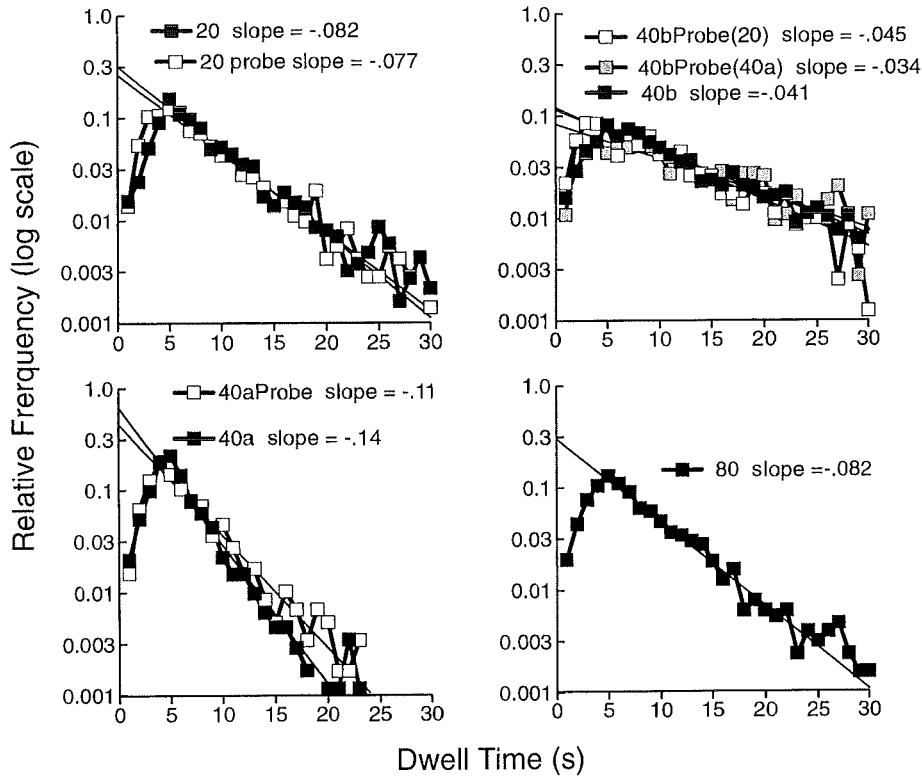 20 slope = -.082
20 probe slope = -.077
1.0
0.3
0.1
0.03
0.01
0.003
0.001
0 5 10 15 20 25 30
40bProbe(20) slope = -.045
40bProbe(40a) slope = -.034
40b slope =-.041
1.0
0.3
0.1
0.03
0.01
0.003
0.001
0 5 10 15 20 25 30
Relative Frerquency (log scale)
40aProbe slope = -.11
40a slope = -.14
1.0
0.3
0.1
0.03
0.01
0.003
0.001
0 5 10 15 20 25 30
80 slope =-.082
1.0
0.3
0.1
0.03
0.01
0.003
0.001
0 5 10 15 20 25 30
Dwell Time (s)